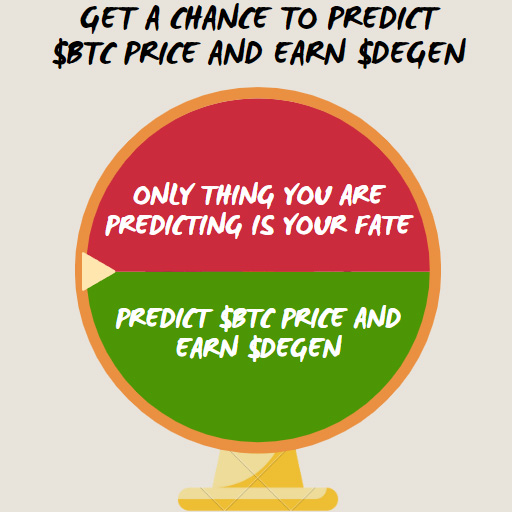 GET A CHANCE TO PREDICT
$BTC PRICE AND EARN $DEGEN
ONLY THING YOU ARE
PREDICTING IS YOUR FATE
PREDICT $BTC PRICE AND
EARN $DEGEN